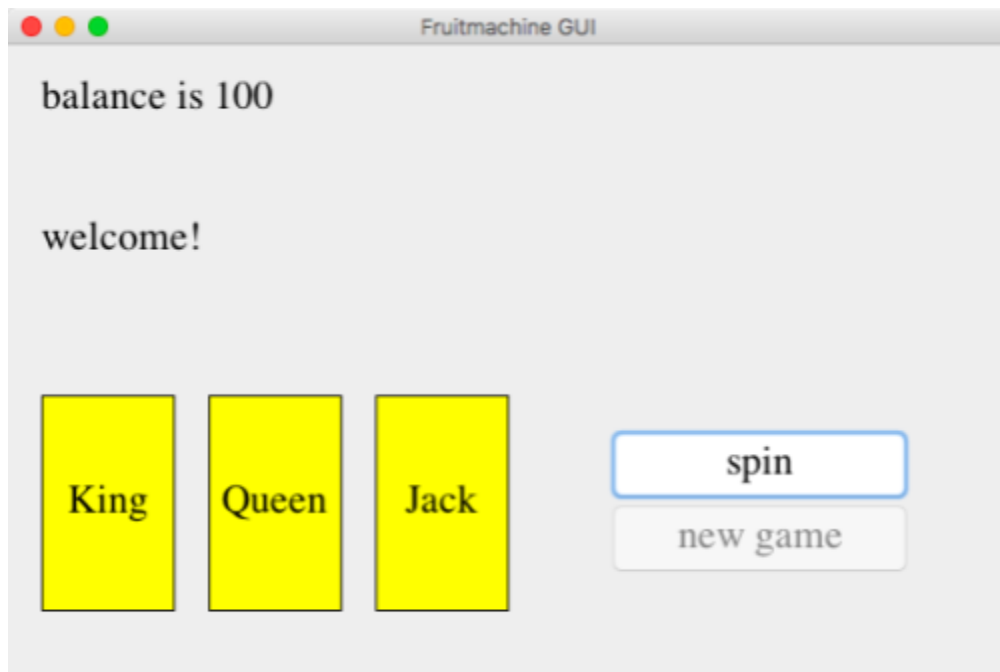 Fruitmachine GUI
balance is 100
welcome!
King Queen Jack
spin
new game